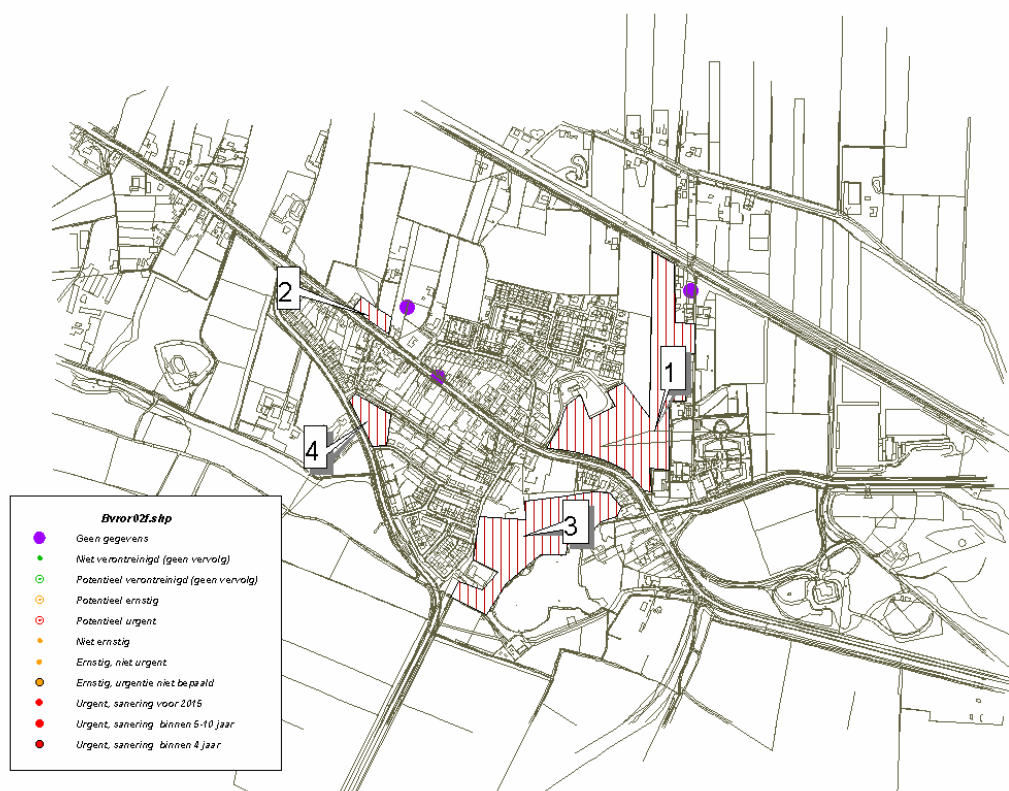 2
1
4
3
Bvror02f.shp
Geen gegevens
Niet verontreinigd (geen vervolg)
Potentieel verontreinigd (geen vervolg)
Potentieel ernstig
Potentieel urgent
Niet ernstig
Ernstig, niet urgent
Ernstig, urgentie niet bepaald
Urgent, sanering voor 2015
Urgent, sanering binnen 5-10 jaar
Urgent, sanering binnen 4 jaar